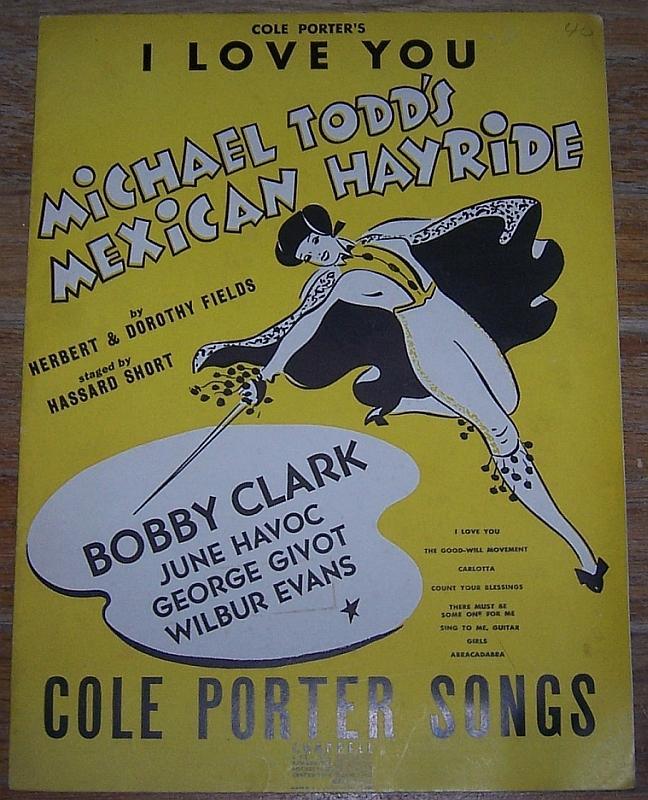 40
COLE PORTER'S
I LOVE YOU
MICHAEL TODD'S
MEXICAN HAYRIDE
by
HERBERT & DOROTHY FIELDS
staged by
HASSARD SHORT
BOBBY CLARK
JUNE HAVOC
GEORGE GIVOT
WILBUR EVANS
I LOVE YOU
THE GOOD-WILL MOVEMENT
CARLOTTA
COUNT YOUR BLESSINGS
THERE MUST BE
SOME ONE FOR ME
SING TO ME, GUITAR
GIRLS
ABRACADABRA
COLE PORTER SONGS
CAMPBELL